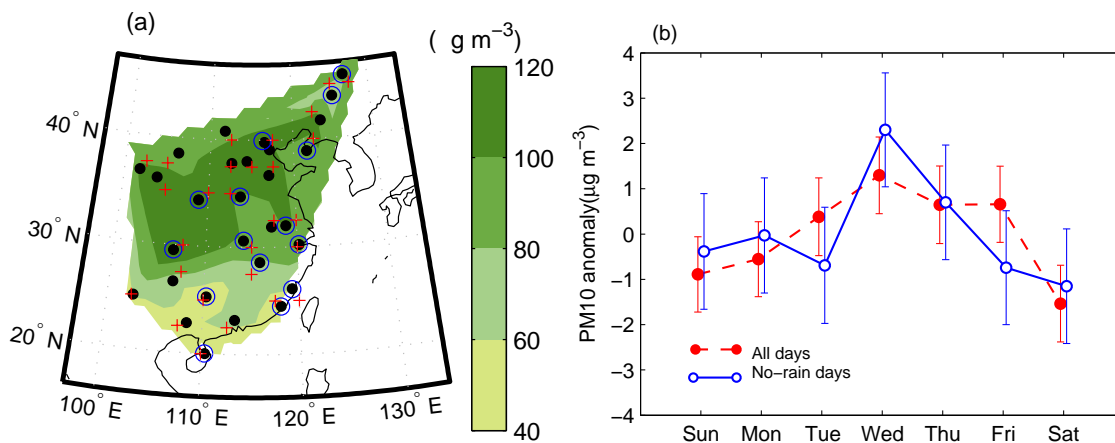 (a)
( g m−3)
40° N
30° N
20° N
100° E
110° E
120° E
130° E
120
100
80
60
40
(b)
PM10 anomaly(μg m−3)
4
3
2
1
0
−1
−2
−3
−4
All days
No−rain days
Sun Mon Tue Wed Thu Fri Sat